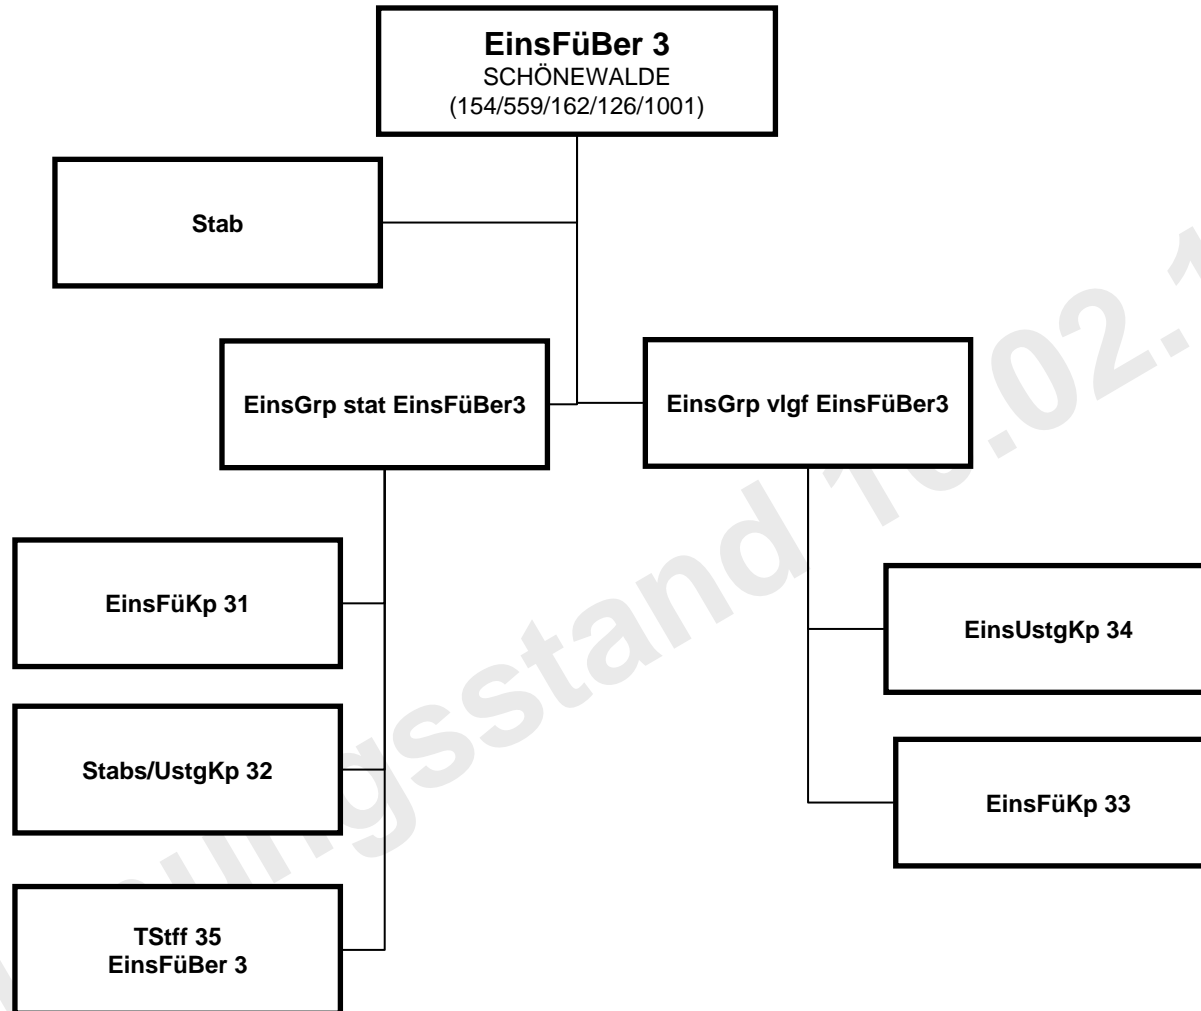 EinsFüBer 3
SCHÖNEWALDE
(154/559/162/126/1001)
Stab
EinsGrp stat EinsFüBer3
EinsGrp vlgf EinsFüBer3
EinsFüKp 31
EinsUstgKp 34
Stabs/UstgKp 32
EinsFüKp 33
TStff 35
EinsFüBer 3